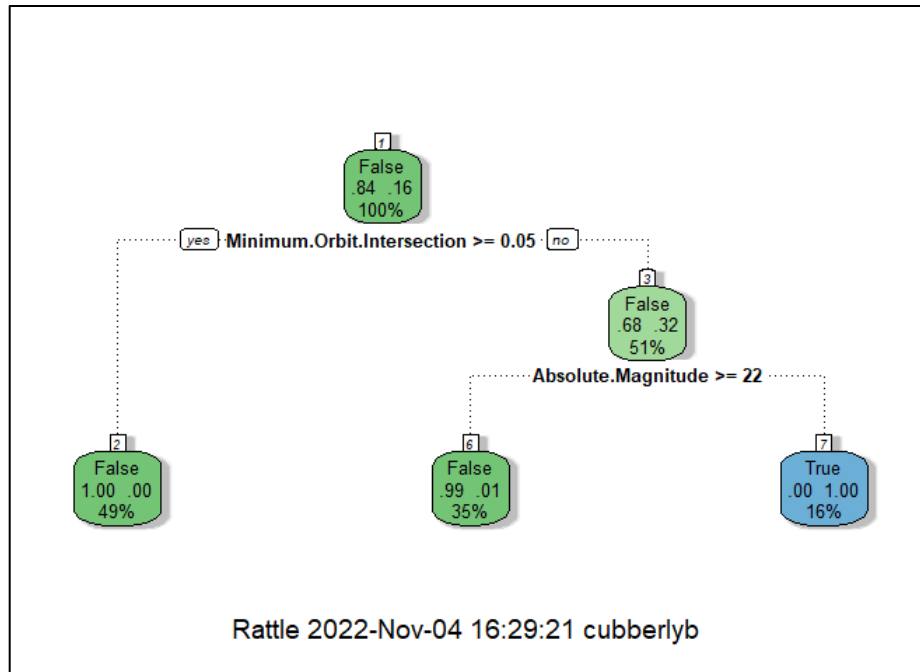 1
False
.84 .16
100%
yes Minimum.Orbit.Intersection >= 0.05 no
3
False
.68 .32
51%
Absolute.Magnitude >= 22
2
False
1.00 .00
49%
6
False
.99 .01
35%
7
True
.00 1.00
16%
Rattle 2022-Nov-04 16:29:21 cubberlyb